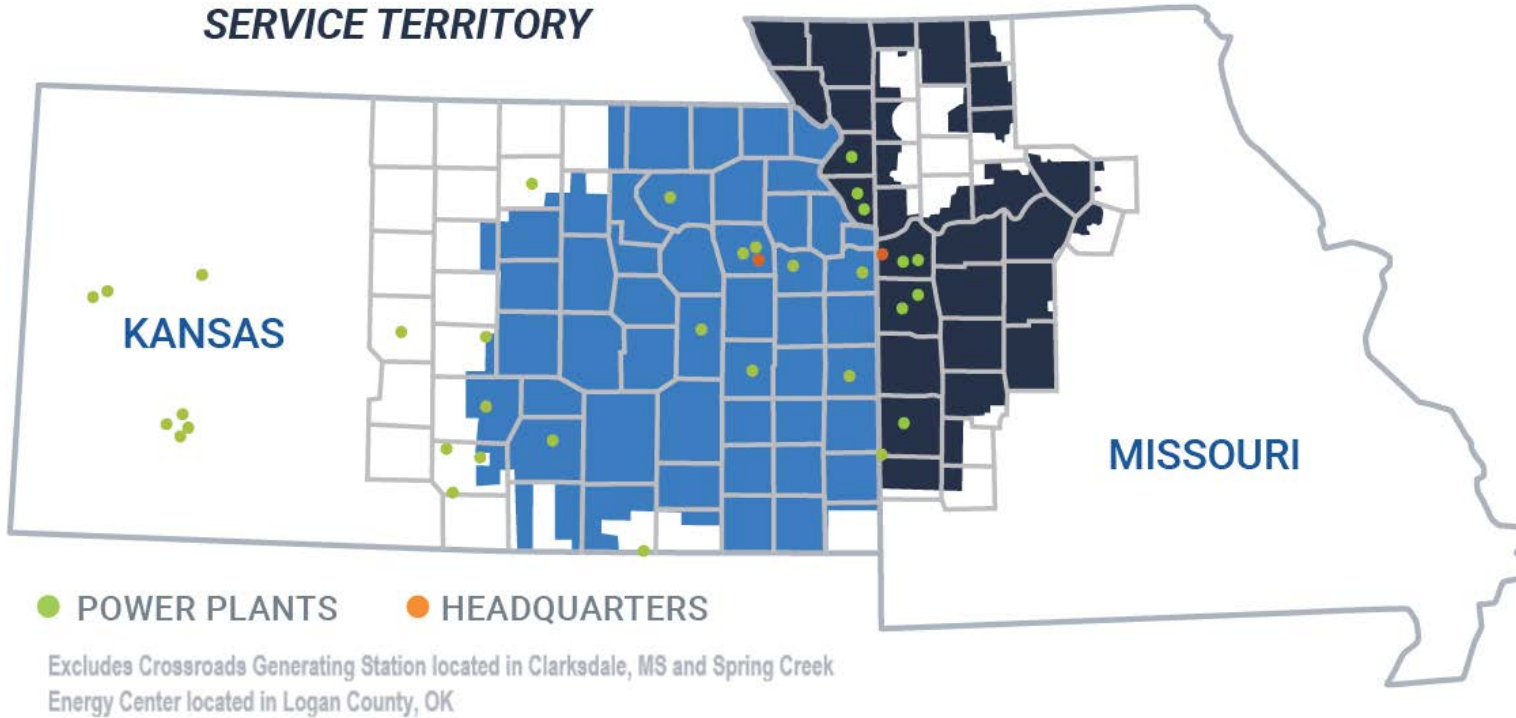 SERVICE TERRITORY
KANSAS
MISSOURI
POWER PLANTS
HEADQUARTERS
Excludes Crossroads Generating Station located in Clarksdale, MS and Spring Creek
Energy Center located in Logan County, OK